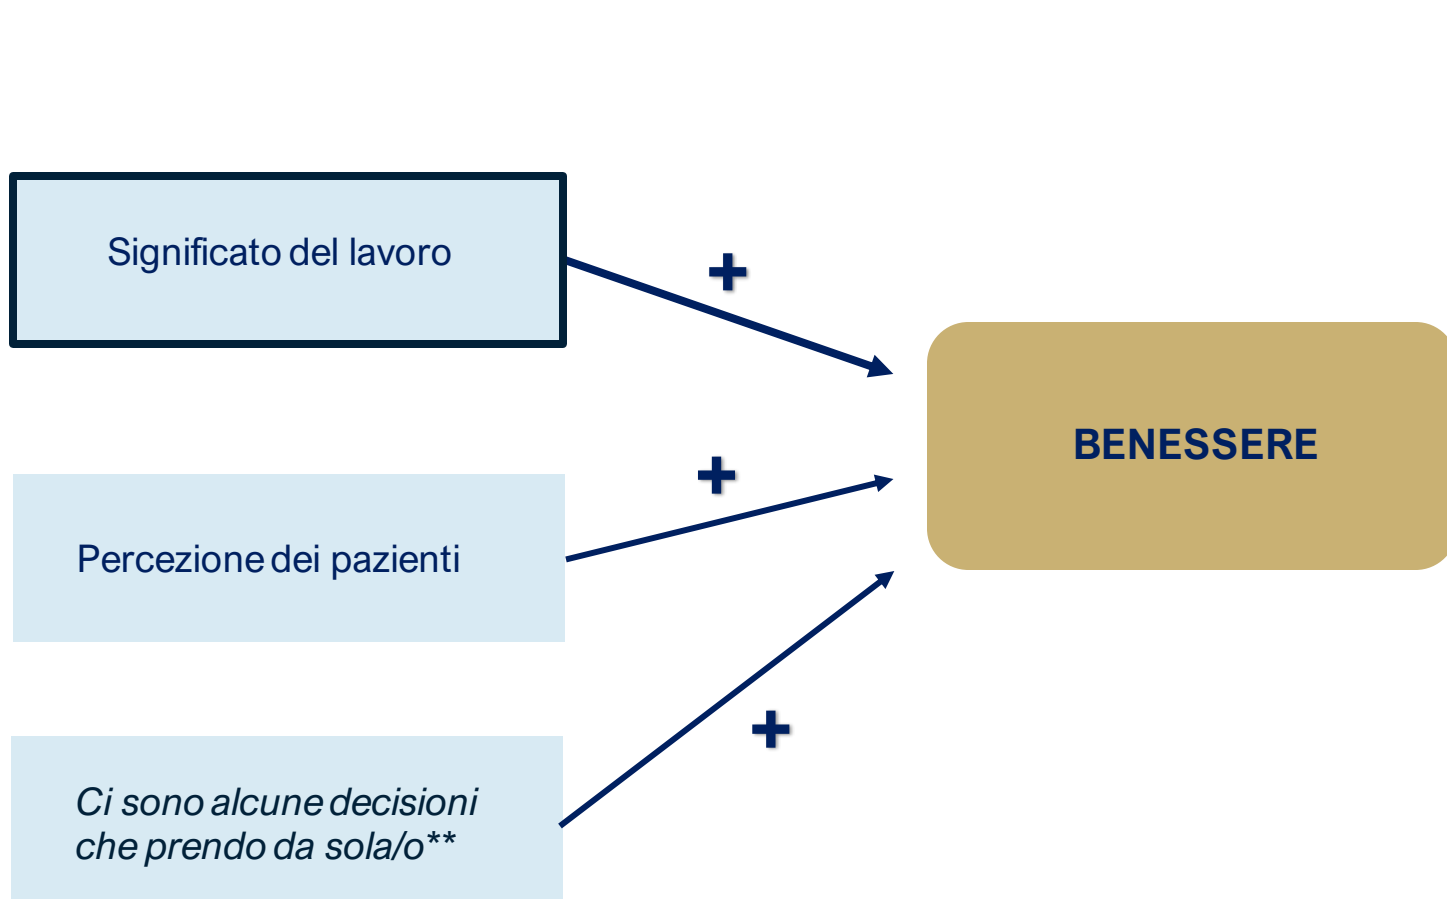 Significato del lavoro
+
+
BENESSERE
Percezione dei pazienti
+
Ci sono alcune decisioni
che prendo da sola/o**